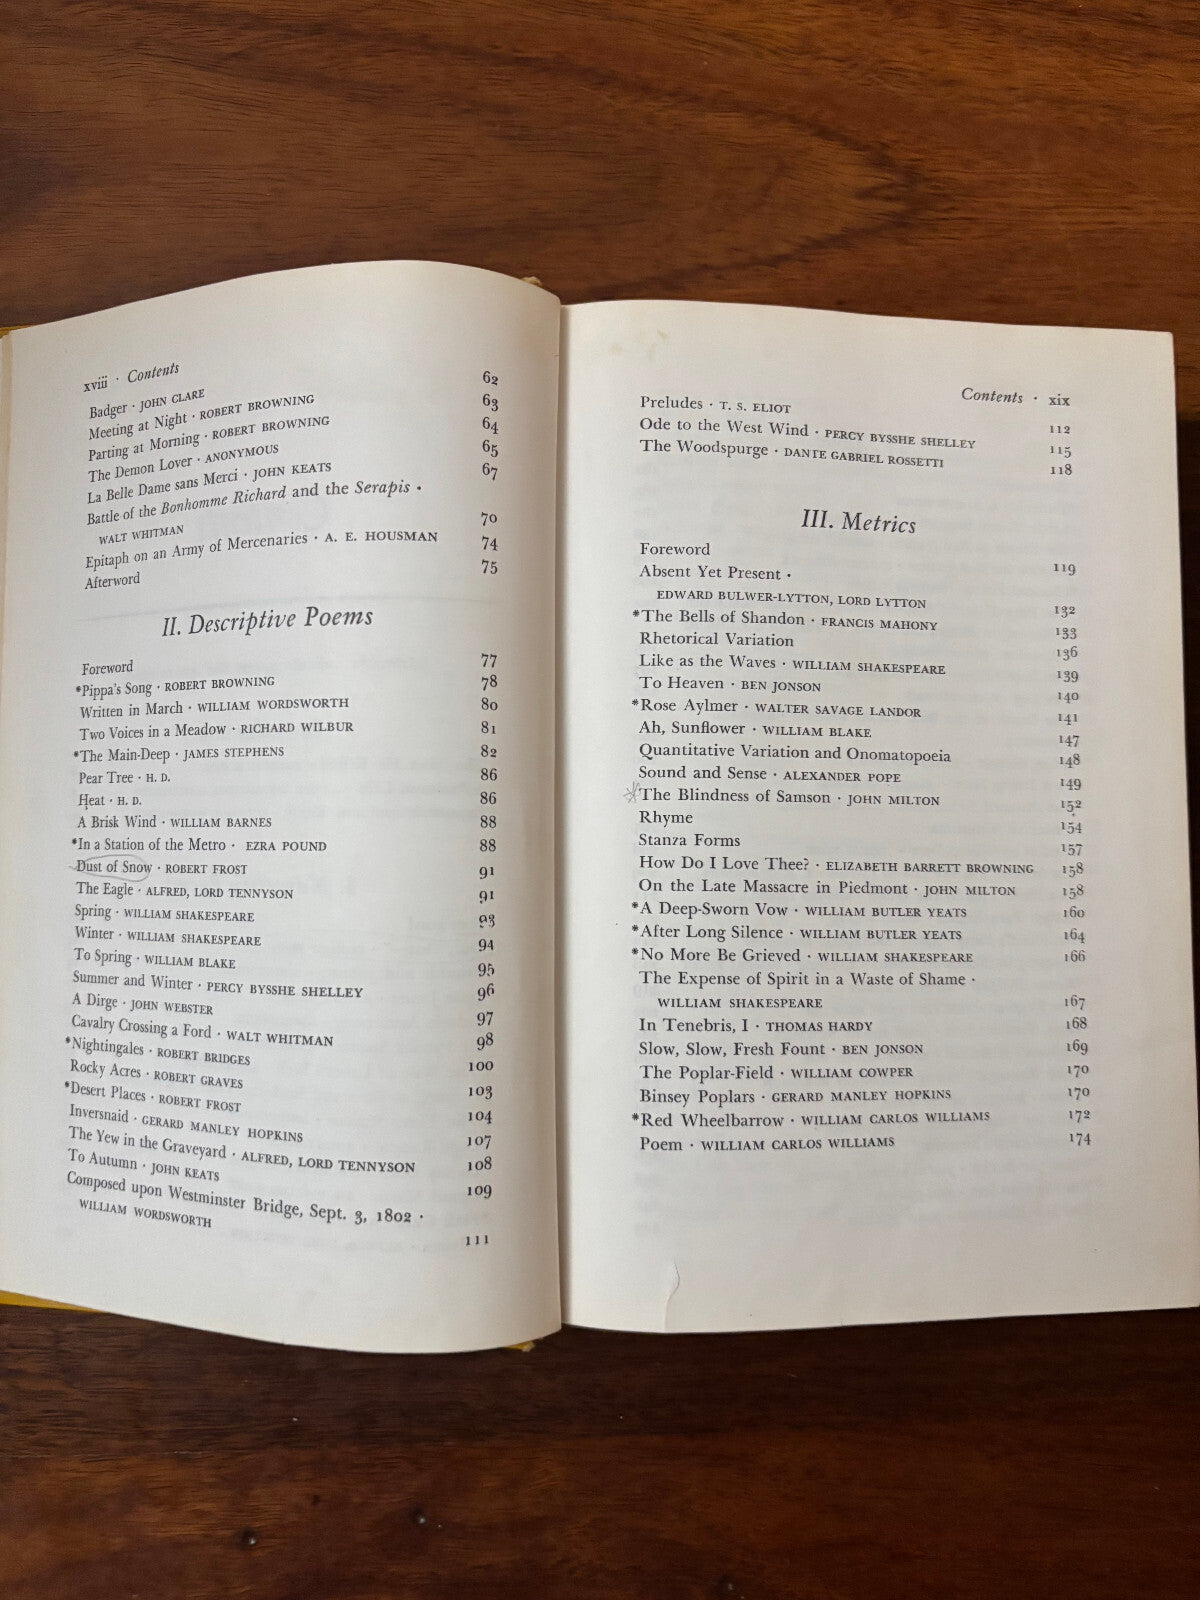 xviii · Contents
Badger · JOHN CLARE 62
Meeting at Night · ROBERT BROWNING 63
Parting at Morning · ROBERT BROWNING 64
The Demon Lover · ANONYMOUS 65
La Belle Dame sans Merci · JOHN KEATS 67
Battle of the Bonhomme Richard and the Serapis ·
WALT WHITMAN 70
Epitaph on an Army of Mercenaries · A. E. HOUSMAN 74
Afterword 75
II. Descriptive Poems
Foreword 77
*Pippa's Song · ROBERT BROWNING 78
Written in March · WILLIAM WORDSWORTH 80
Two Voices in a Meadow · RICHARD WILBUR 81
*The Main-Deep · JAMES STEPHENS 82
Pear Tree · H. D. 86
Heat · H. D. 86
A Brisk Wind · WILLIAM BARNES 88
*In a Station of the Metro · EZRA POUND 88
Dust of Snow · ROBERT FROST 91
The Eagle · ALFRED, LORD TENNYSON 91
Spring · WILLIAM SHAKESPEARE 93
Winter · WILLIAM SHAKESPEARE 94
To Spring · WILLIAM BLAKE 95
Summer and Winter · PERCY BYSSHE SHELLEY 96
A Dirge · JOHN WEBSTER 97
Cavalry Crossing a Ford · WALT WHITMAN 98
*Nightingales · ROBERT BRIDGES 100
Rocky Acres · ROBERT GRAVES 103
*Desert Places · ROBERT FROST 104
Inversnaid · GERARD MANLEY HOPKINS 107
The Yew in the Graveyard · ALFRED, LORD TENNYSON 108
To Autumn · JOHN KEATS 109
Composed upon Westminster Bridge, Sept. 3, 1802 ·
WILLIAM WORDSWORTH 111
Contents · xix
Preludes · T. S. ELIOT 112
Ode to the West Wind · PERCY BYSSHE SHELLEY 115
The Woodspurge · DANTE GABRIEL ROSSETTI 118
III. Metrics
Foreword 119
Absent Yet Present ·
EDWARD BULWER-LYTTON, LORD LYTTON 132
*The Bells of Shandon · FRANCIS MAHONY 133
Rhetorical Variation 136
Like as the Waves · WILLIAM SHAKESPEARE 139
To Heaven · BEN JONSON 140
*Rose Aylmer · WALTER SAVAGE LANDOR 141
Ah, Sunflower · WILLIAM BLAKE 147
Quantitative Variation and Onomatopoeia 148
Sound and Sense · ALEXANDER POPE 149
*The Blindness of Samson · JOHN MILTON 152
Rhyme 154
Stanza Forms 157
How Do I Love Thee? · ELIZABETH BARRETT BROWNING 158
On the Late Massacre in Piedmont · JOHN MILTON 158
*A Deep-Sworn Vow · WILLIAM BUTLER YEATS 160
*After Long Silence · WILLIAM BUTLER YEATS 164
*No More Be Grieved · WILLIAM SHAKESPEARE 166
The Expense of Spirit in a Waste of Shame ·
WILLIAM SHAKESPEARE 167
In Tenebris, I · THOMAS HARDY 168
Slow, Slow, Fresh Fount · BEN JONSON 169
The Poplar-Field · WILLIAM COWPER 170
Binsey Poplars · GERARD MANLEY HOPKINS 170
*Red Wheelbarrow · WILLIAM CARLOS WILLIAMS 172
Poem · WILLIAM CARLOS WILLIAMS 174